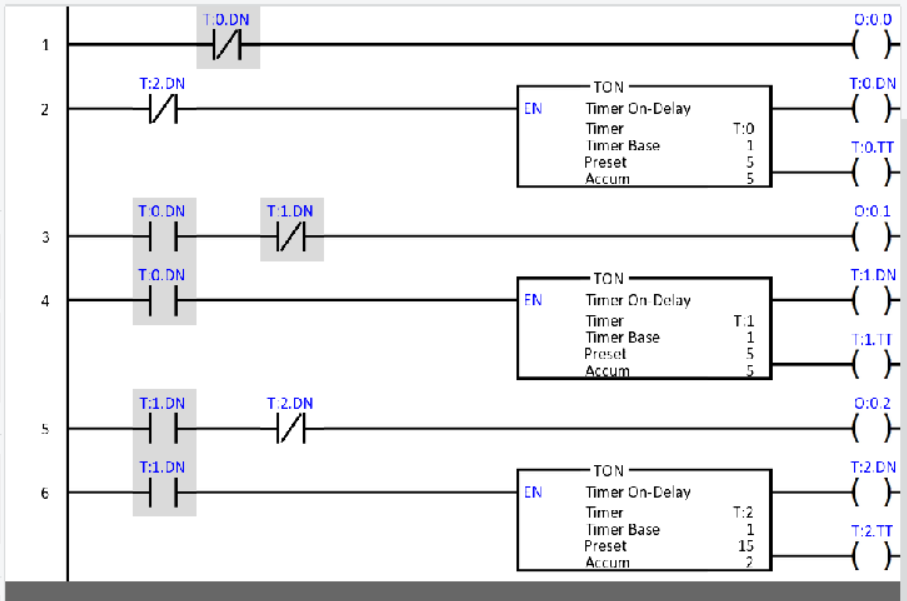 T:0.DN O:0.0
1
T:2.DN TON T:0.DN
2 EN Timer On-Delay
Timer T:0 T:0.TT
Timer Base 1
Preset 5
Accum 5
T:0.DN T:1.DN O:0.1
3
T:0.DN TON T:1.DN
4 EN Timer On-Delay
Timer T:1
Timer Base 1 T:1.TT
Preset 5
Accum 5
T:1.DN T:2.DN O:0.2
5
T:1.DN TON T:2.DN
6 EN Timer On-Delay
Timer T:2
Timer Base 1 T:2.TT
Preset 15
Accum 2